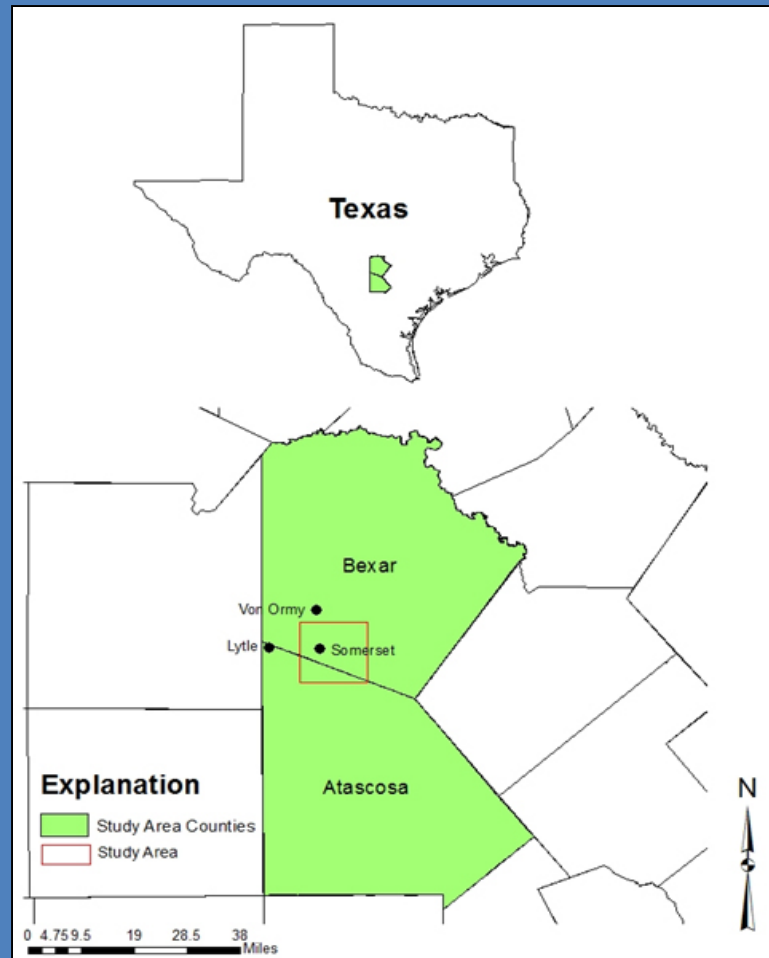 Texas
Bexar
Von Ormy
Lytle
Somerset
Atascosa
Explanation
Study Area Counties
Study Area
N
0 4.75 9.5 19 28.5 38
Miles